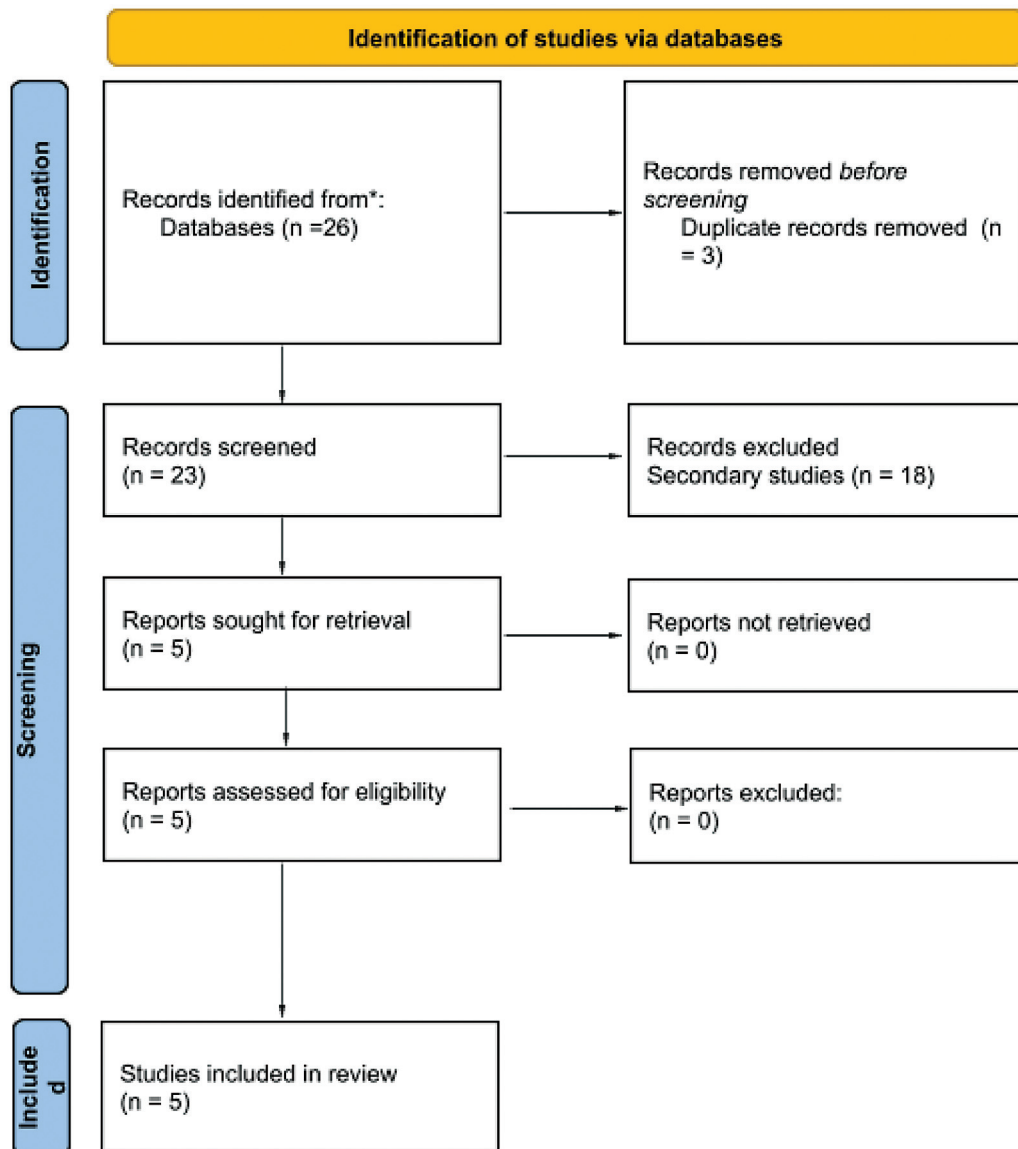 Identification of studies via databases
Identification
Records identified from*:
Databases (n =26)
Records removed before
screening
Duplicate records removed (n
= 3)
Screening
Records screened
(n = 23)
Records excluded
Secondary studies (n = 18)
Reports sought for retrieval
(n = 5)
Reports not retrieved
(n = 0)
Reports assessed for eligibility
(n = 5)
Reports excluded:
(n = 0)
Include
d
Studies included in review
(n = 5)